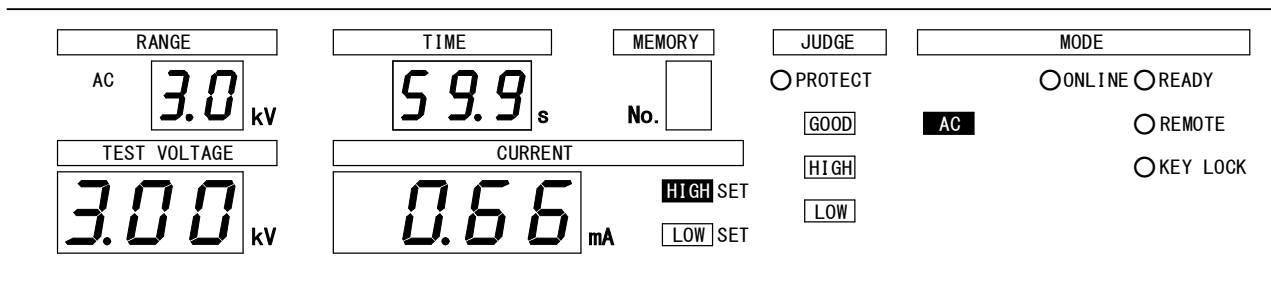 RANGE TIME MEMORY JUDGE MODE
AC 3.0 kV 59.9 s No. PROTECT ONLINE READY
GOOD AC REMOTE
TEST VOLTAGE CURRENT HIGH KEY LOCK
3.00 kV 0.66 mA HIGH SET
LOW SET LOW